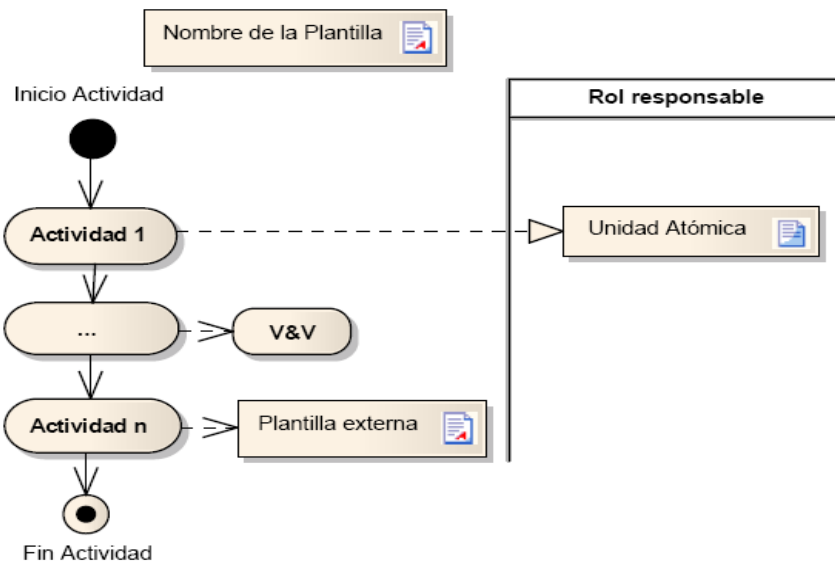 Nombre de la Plantilla
Inicio Actividad
Rol responsable
Actividad 1
Unidad Atómica
...
V&V
Actividad n
Plantilla externa
Fin Actividad